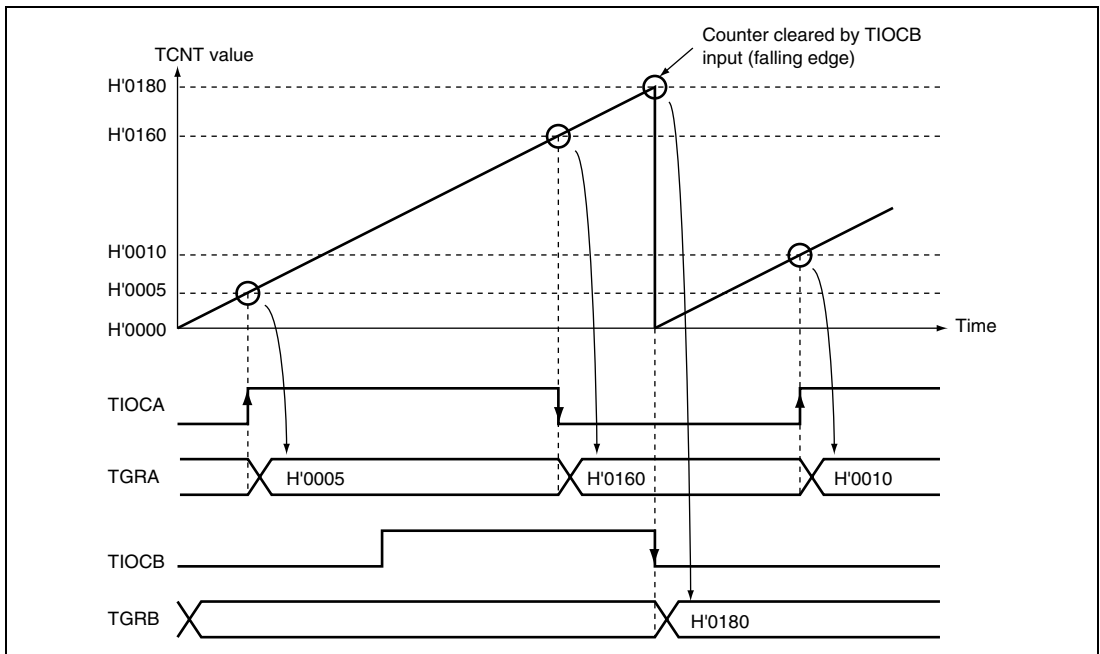 Counter cleared by TIOCB
input (falling edge)
TCNT value
H'0180
H'0160
H'0010
H'0005
H'0000
Time
TIOCA
TGRA
H'0005
H'0160
H'0010
TIOCB
TGRB
H'0180